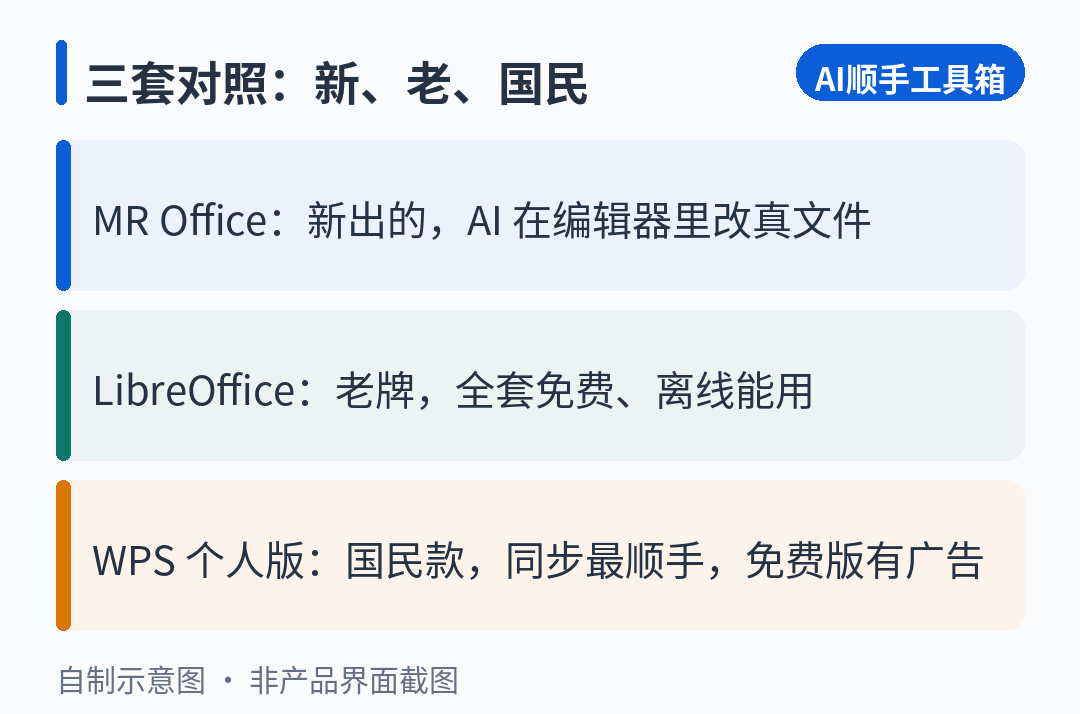 三套对照：新、老、国民
AI顺手工具箱
MR Office：新出的，AI 在编辑器里改真文件
LibreOffice：老牌，全套免费、离线能用
WPS 个人版：国民款，同步最顺手，免费版有广告
自制示意图 · 非产品界面截图